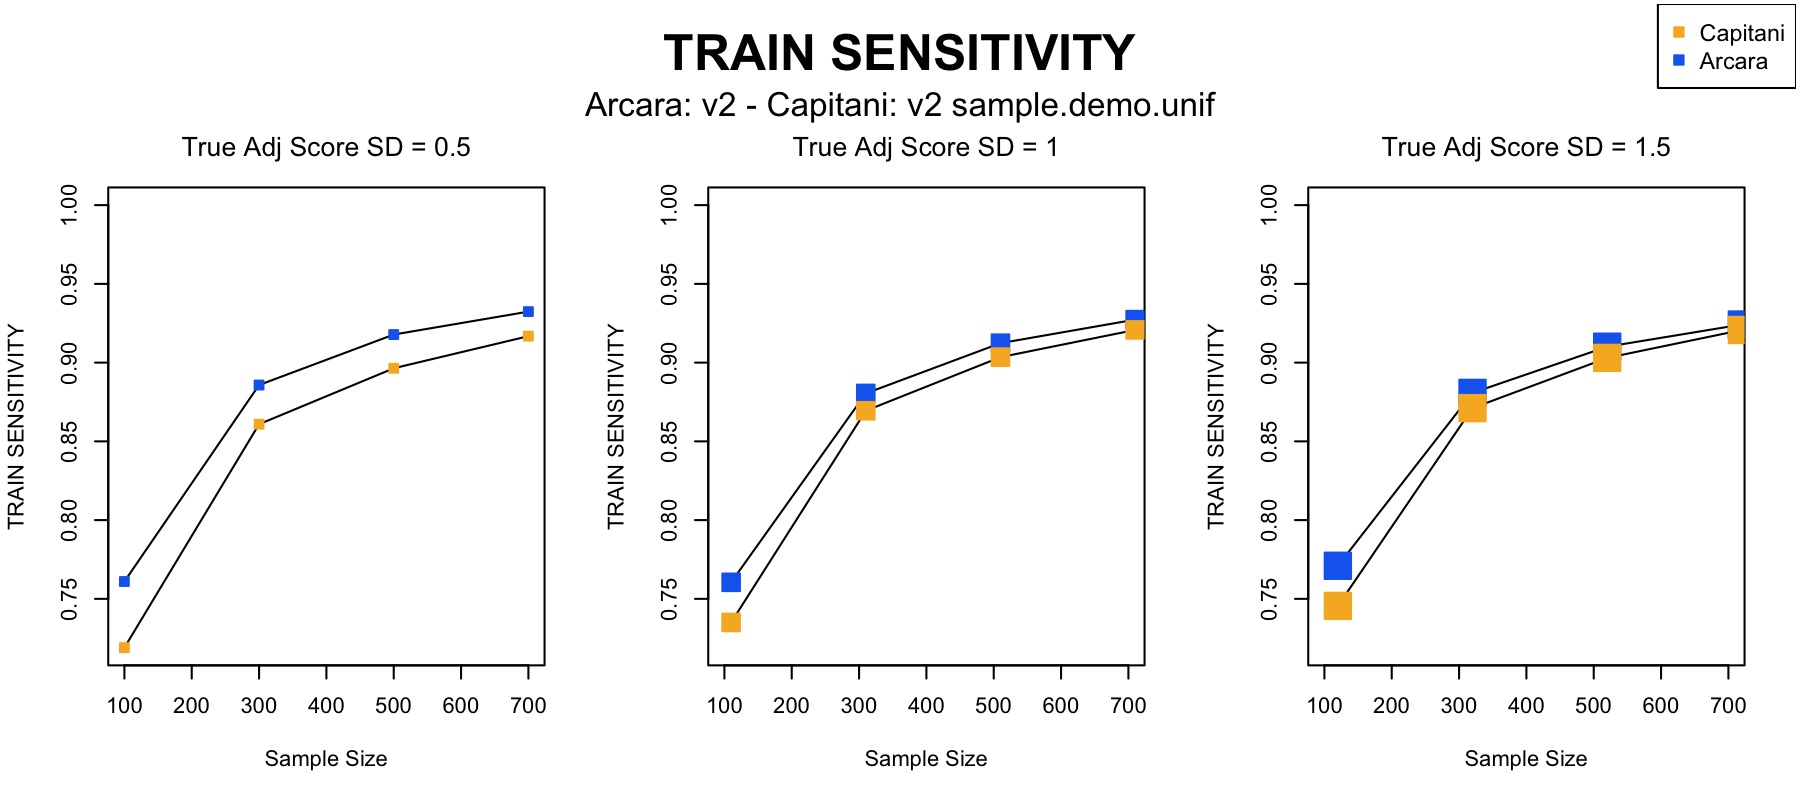 TRAIN SENSITIVITY
Arcara: v2 - Capitani: v2 sample.demo.unif
Capitani
Arcara
True Adj Score SD = 0.5
TRAIN SENSITIVITY
1.00
0.95
0.90
0.85
0.80
0.75
100 200 300 400 500 600 700
Sample Size
True Adj Score SD = 1
TRAIN SENSITIVITY
1.00
0.95
0.90
0.85
0.80
0.75
100 200 300 400 500 600 700
Sample Size
True Adj Score SD = 1.5
TRAIN SENSITIVITY
1.00
0.95
0.90
0.85
0.80
0.75
100 200 300 400 500 600 700
Sample Size